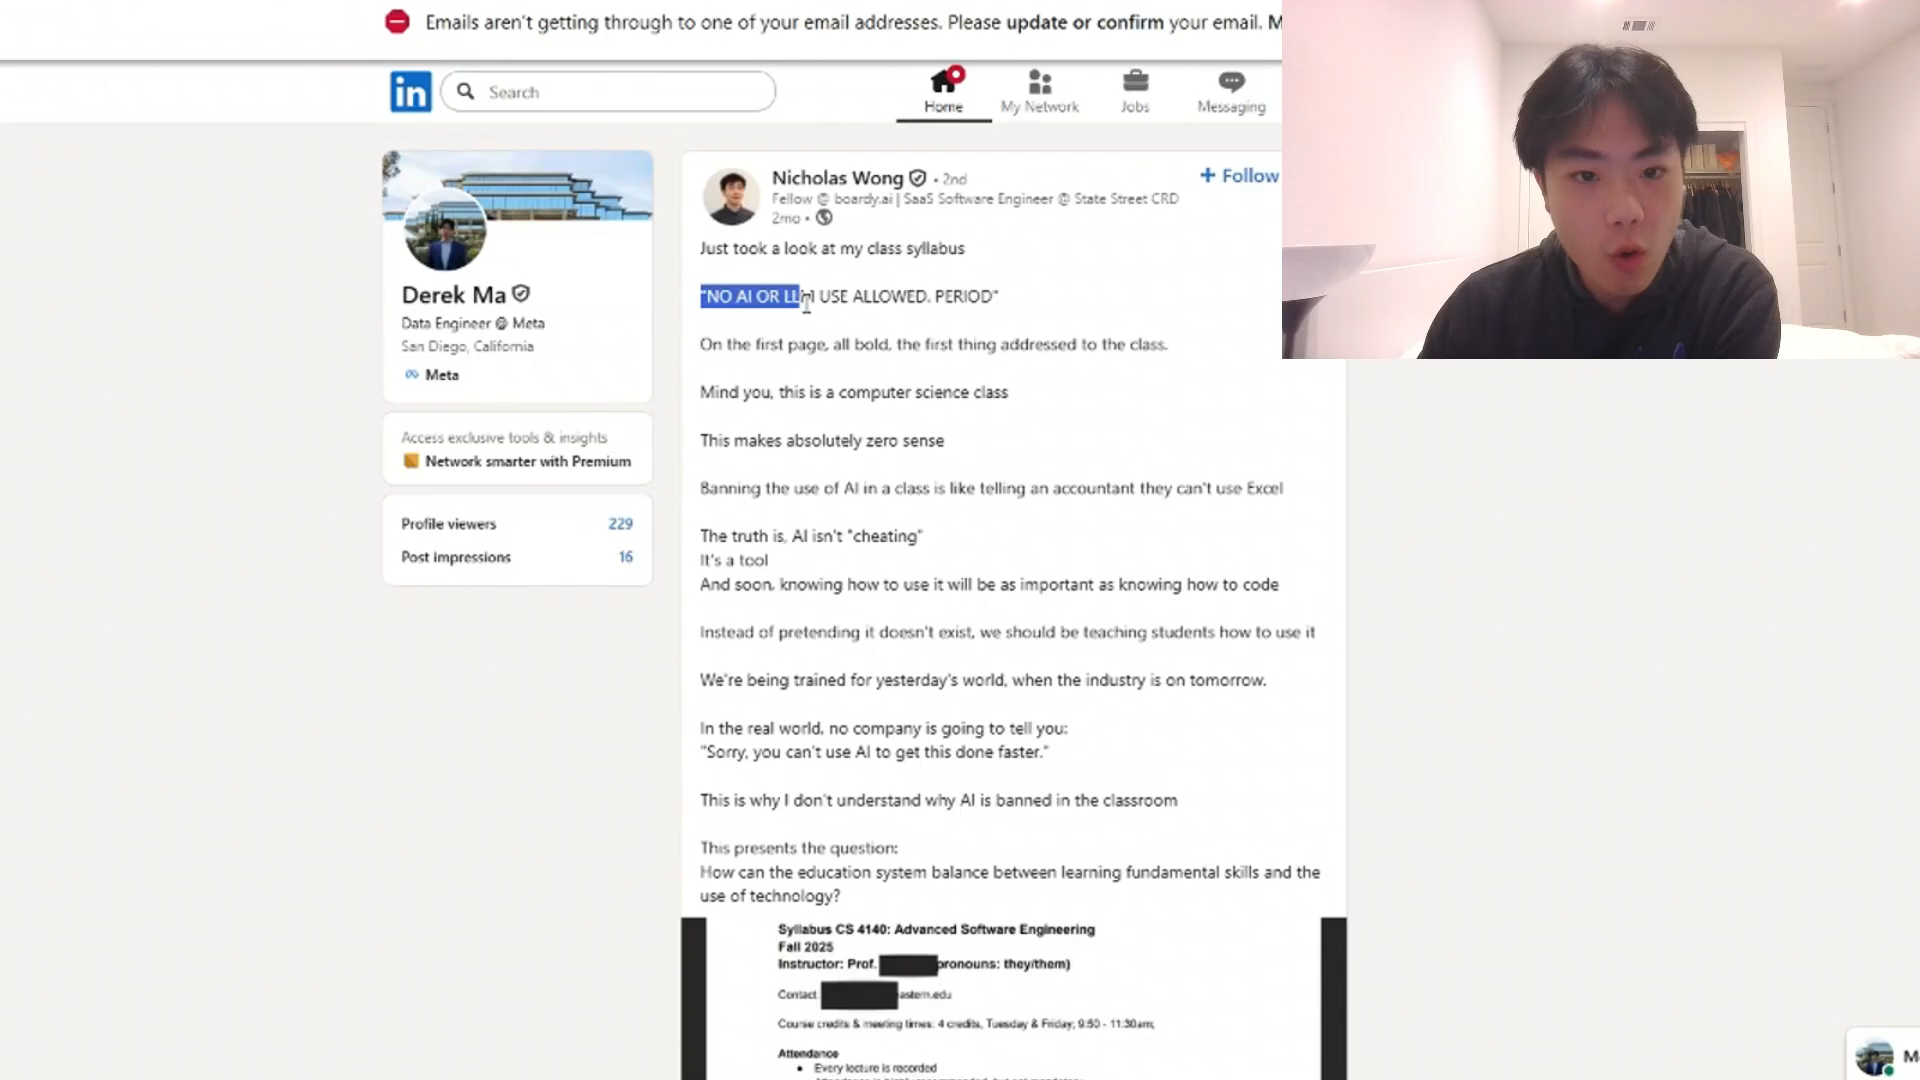 Emails aren't getting through to one of your email addresses. Please update or confirm your email. M
in
Search
Home
My Network
Jobs
Messaging
Derek Ma
Data Engineer @ Meta
San Diego, California
Meta
Access exclusive tools & insights
Network smarter with Premium
Profile viewers 229
Post impressions 16
Nicholas Wong • 2nd
+ Follow
Fellow @ boardy.ai | SaaS Software Engineer @ State Street CRD
2mo •
Just took a look at my class syllabus
"NO AI OR LLM USE ALLOWED. PERIOD"
On the first page, all bold, the first thing addressed to the class.
Mind you, this is a computer science class
This makes absolutely zero sense
Banning the use of AI in a class is like telling an accountant they can't use Excel
The truth is, AI isn't "cheating"
It's a tool
And soon, knowing how to use it will be as important as knowing how to code
Instead of pretending it doesn't exist, we should be teaching students how to use it
We're being trained for yesterday's world, when the industry is on tomorrow.
In the real world, no company is going to tell you:
"Sorry, you can't use AI to get this done faster."
This is why I don't understand why AI is banned in the classroom
This presents the question:
How can the education system balance between learning fundamental skills and the
use of technology?
Syllabus CS 4140: Advanced Software Engineering
Fall 2025
Instructor: Prof. pronouns: they/them)
Contact astern.edu
Course credits & meeting times: 4 credits, Tuesday & Friday; 9:50 - 11:30am;
Attendance
• Every lecture is recorded